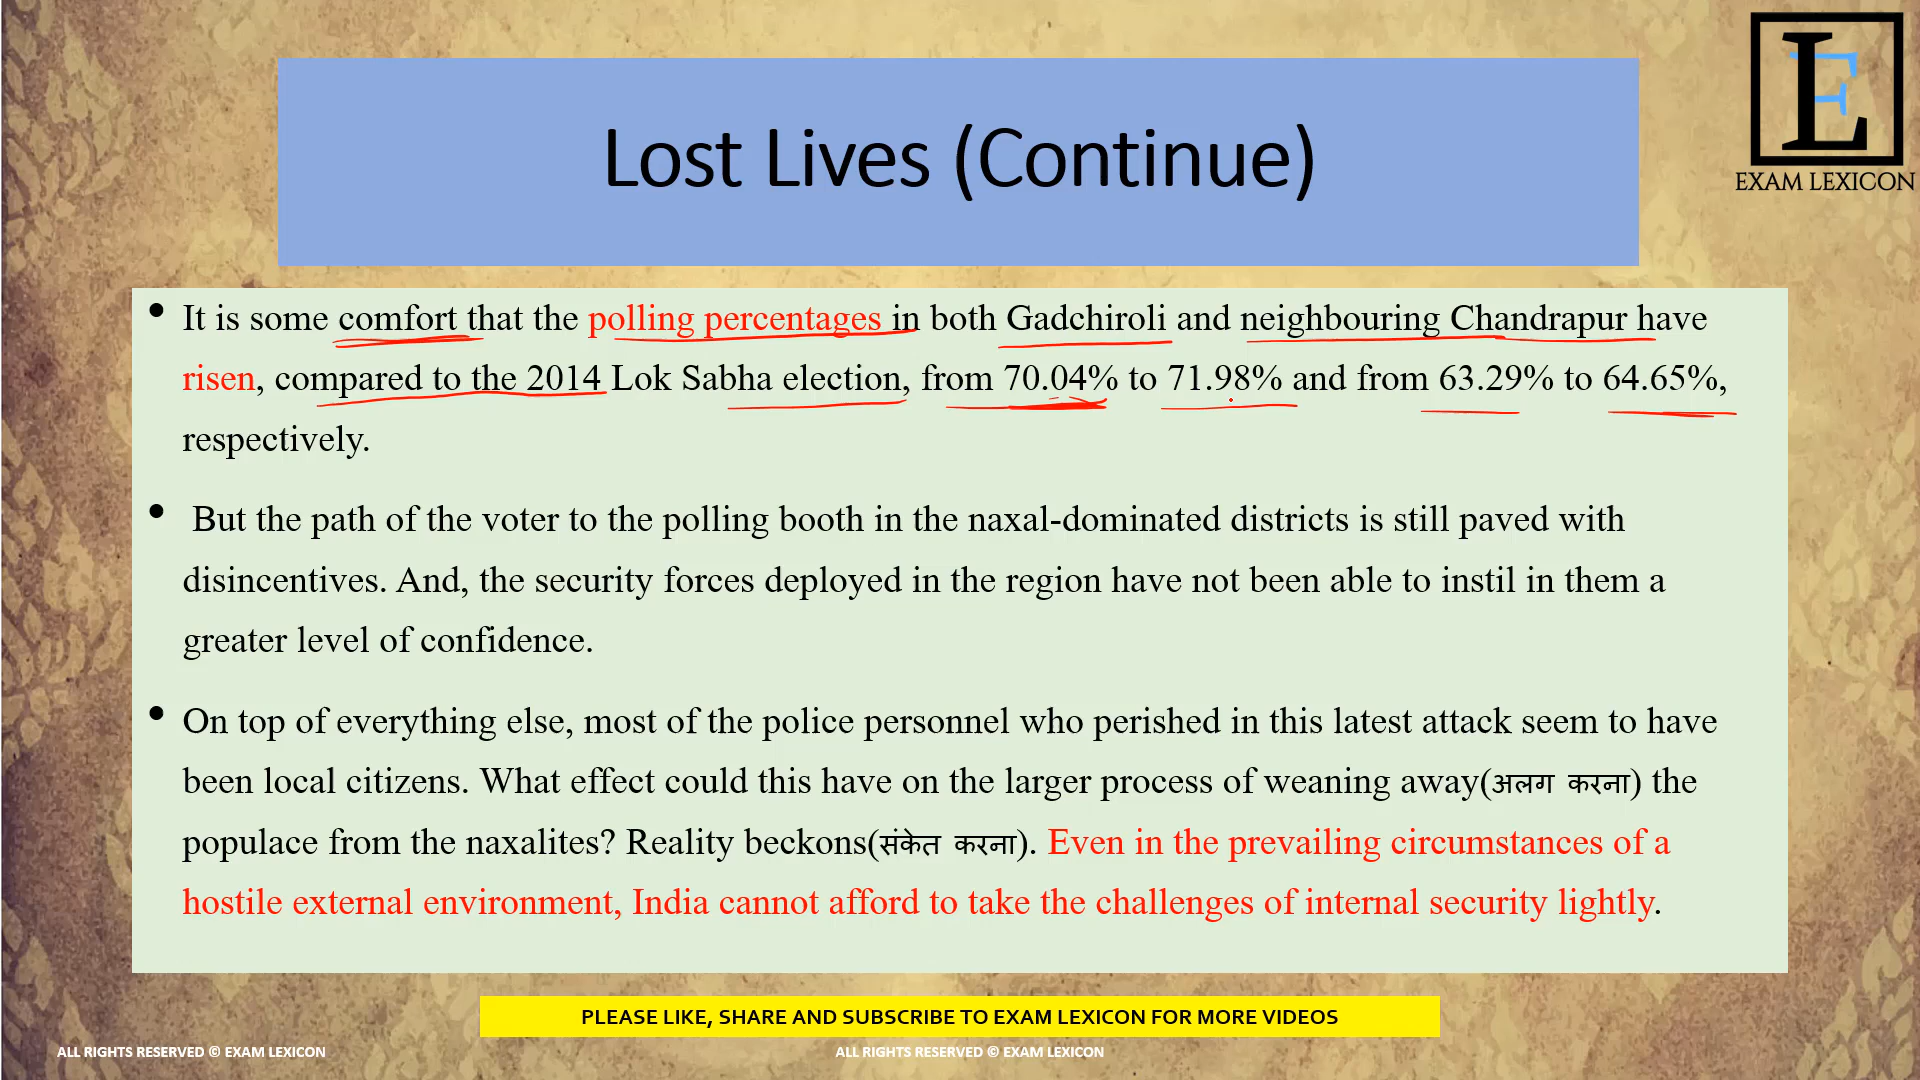 LE
EXAM LEXICON
Lost Lives (Continue)
• It is some comfort that the polling percentages in both Gadchiroli and neighbouring Chandrapur have
risen, compared to the 2014 Lok Sabha election, from 70.04% to 71.98% and from 63.29% to 64.65%,
respectively.
• But the path of the voter to the polling booth in the naxal-dominated districts is still paved with
disincentives. And, the security forces deployed in the region have not been able to instil in them a
greater level of confidence.
• On top of everything else, most of the police personnel who perished in this latest attack seem to have
been local citizens. What effect could this have on the larger process of weaning away(अलग करना) the
populace from the naxalites? Reality beckons(संकेत करना). Even in the prevailing circumstances of a
hostile external environment, India cannot afford to take the challenges of internal security lightly.
PLEASE LIKE, SHARE AND SUBSCRIBE TO EXAM LEXICON FOR MORE VIDEOS
ALL RIGHTS RESERVED © EXAM LEXICON
ALL RIGHTS RESERVED © EXAM LEXICON